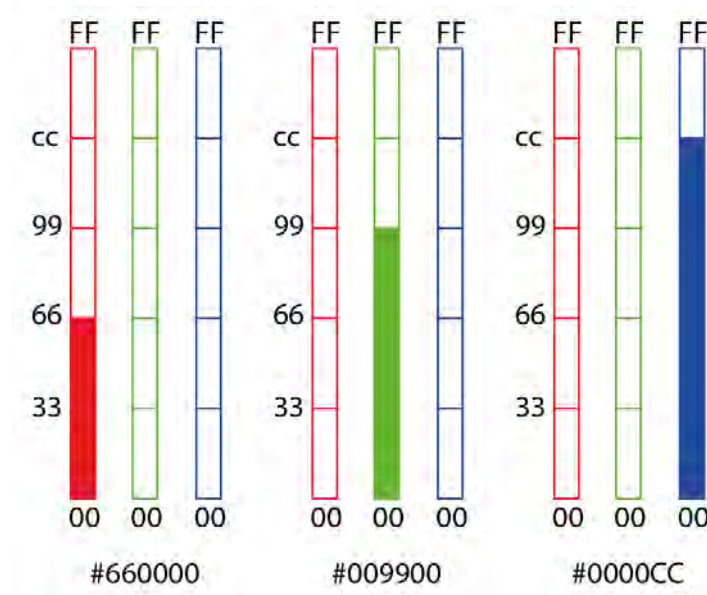 FF FF FF FF FF FF FF FF FF
cc cc cc
99 99 99
66 66 66
33 33 33
00 00 00 00 00 00 00 00 00
#660000 #009900 #0000CC